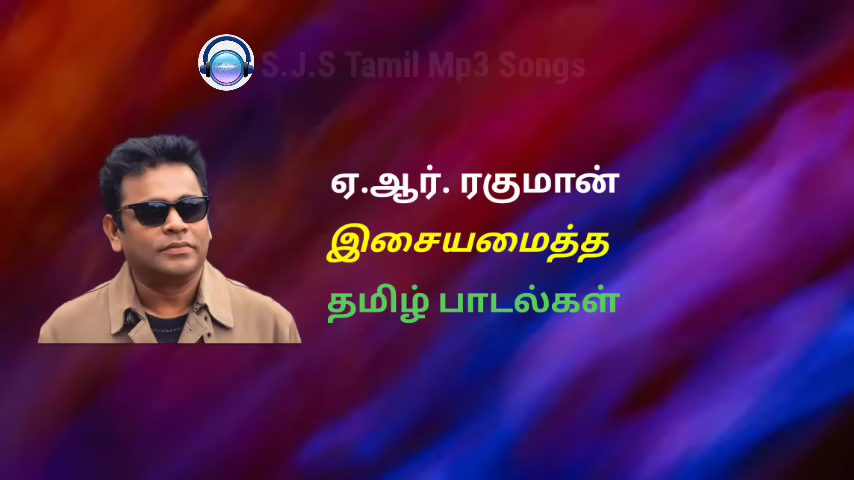 S.J.S Tamil Mp3 Songs
ஏ.ஆர். ரகுமான்
இசையமைத்த
தமிழ் பாடல்கள்